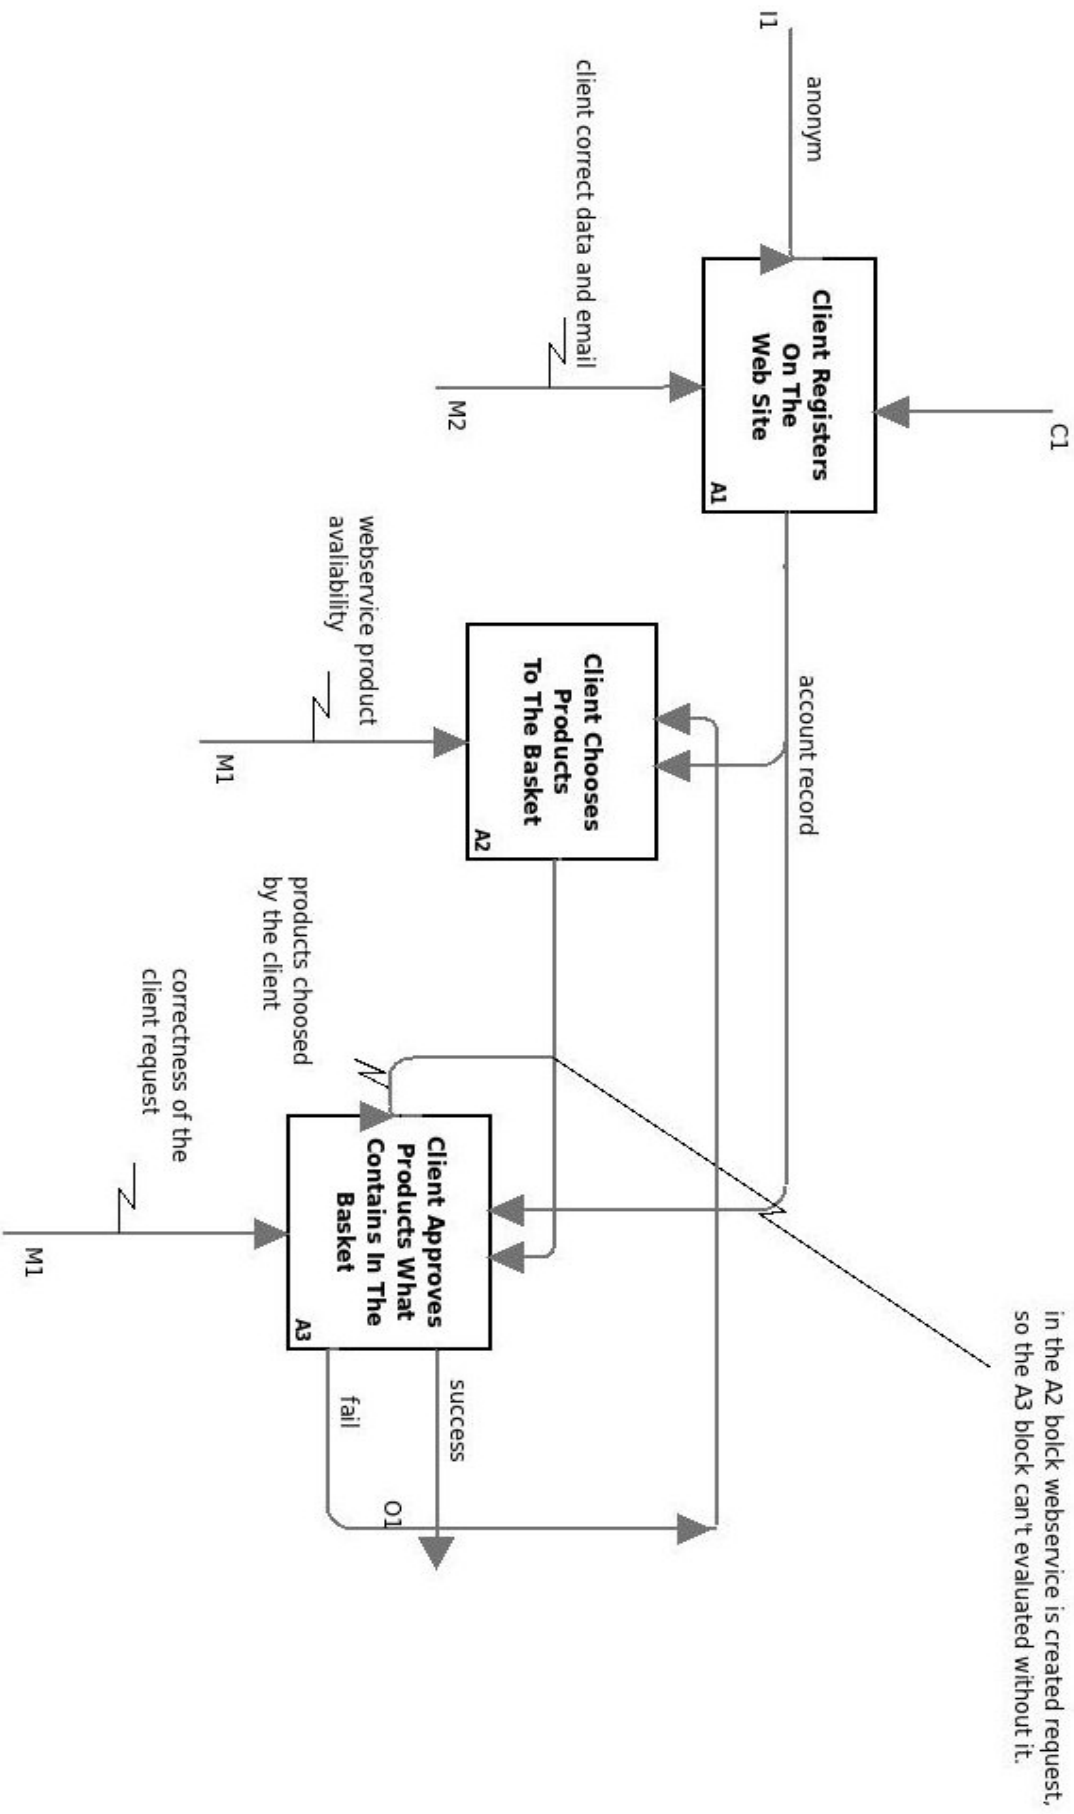 C1
in the A2 bolck webservice is created request,
so the A3 block can't evaluated without it.
I1
anonym
Client Registers
On The
Web Site
A1
account record
client correct data and email
M2
Client Chooses
Products
To The Basket
A2
webservice product
avaliability
M1
products choosed
by the client
Client Approves
Products What
Contains In The
Basket
A3
success
O1
fail
correctness of the
client request
M1